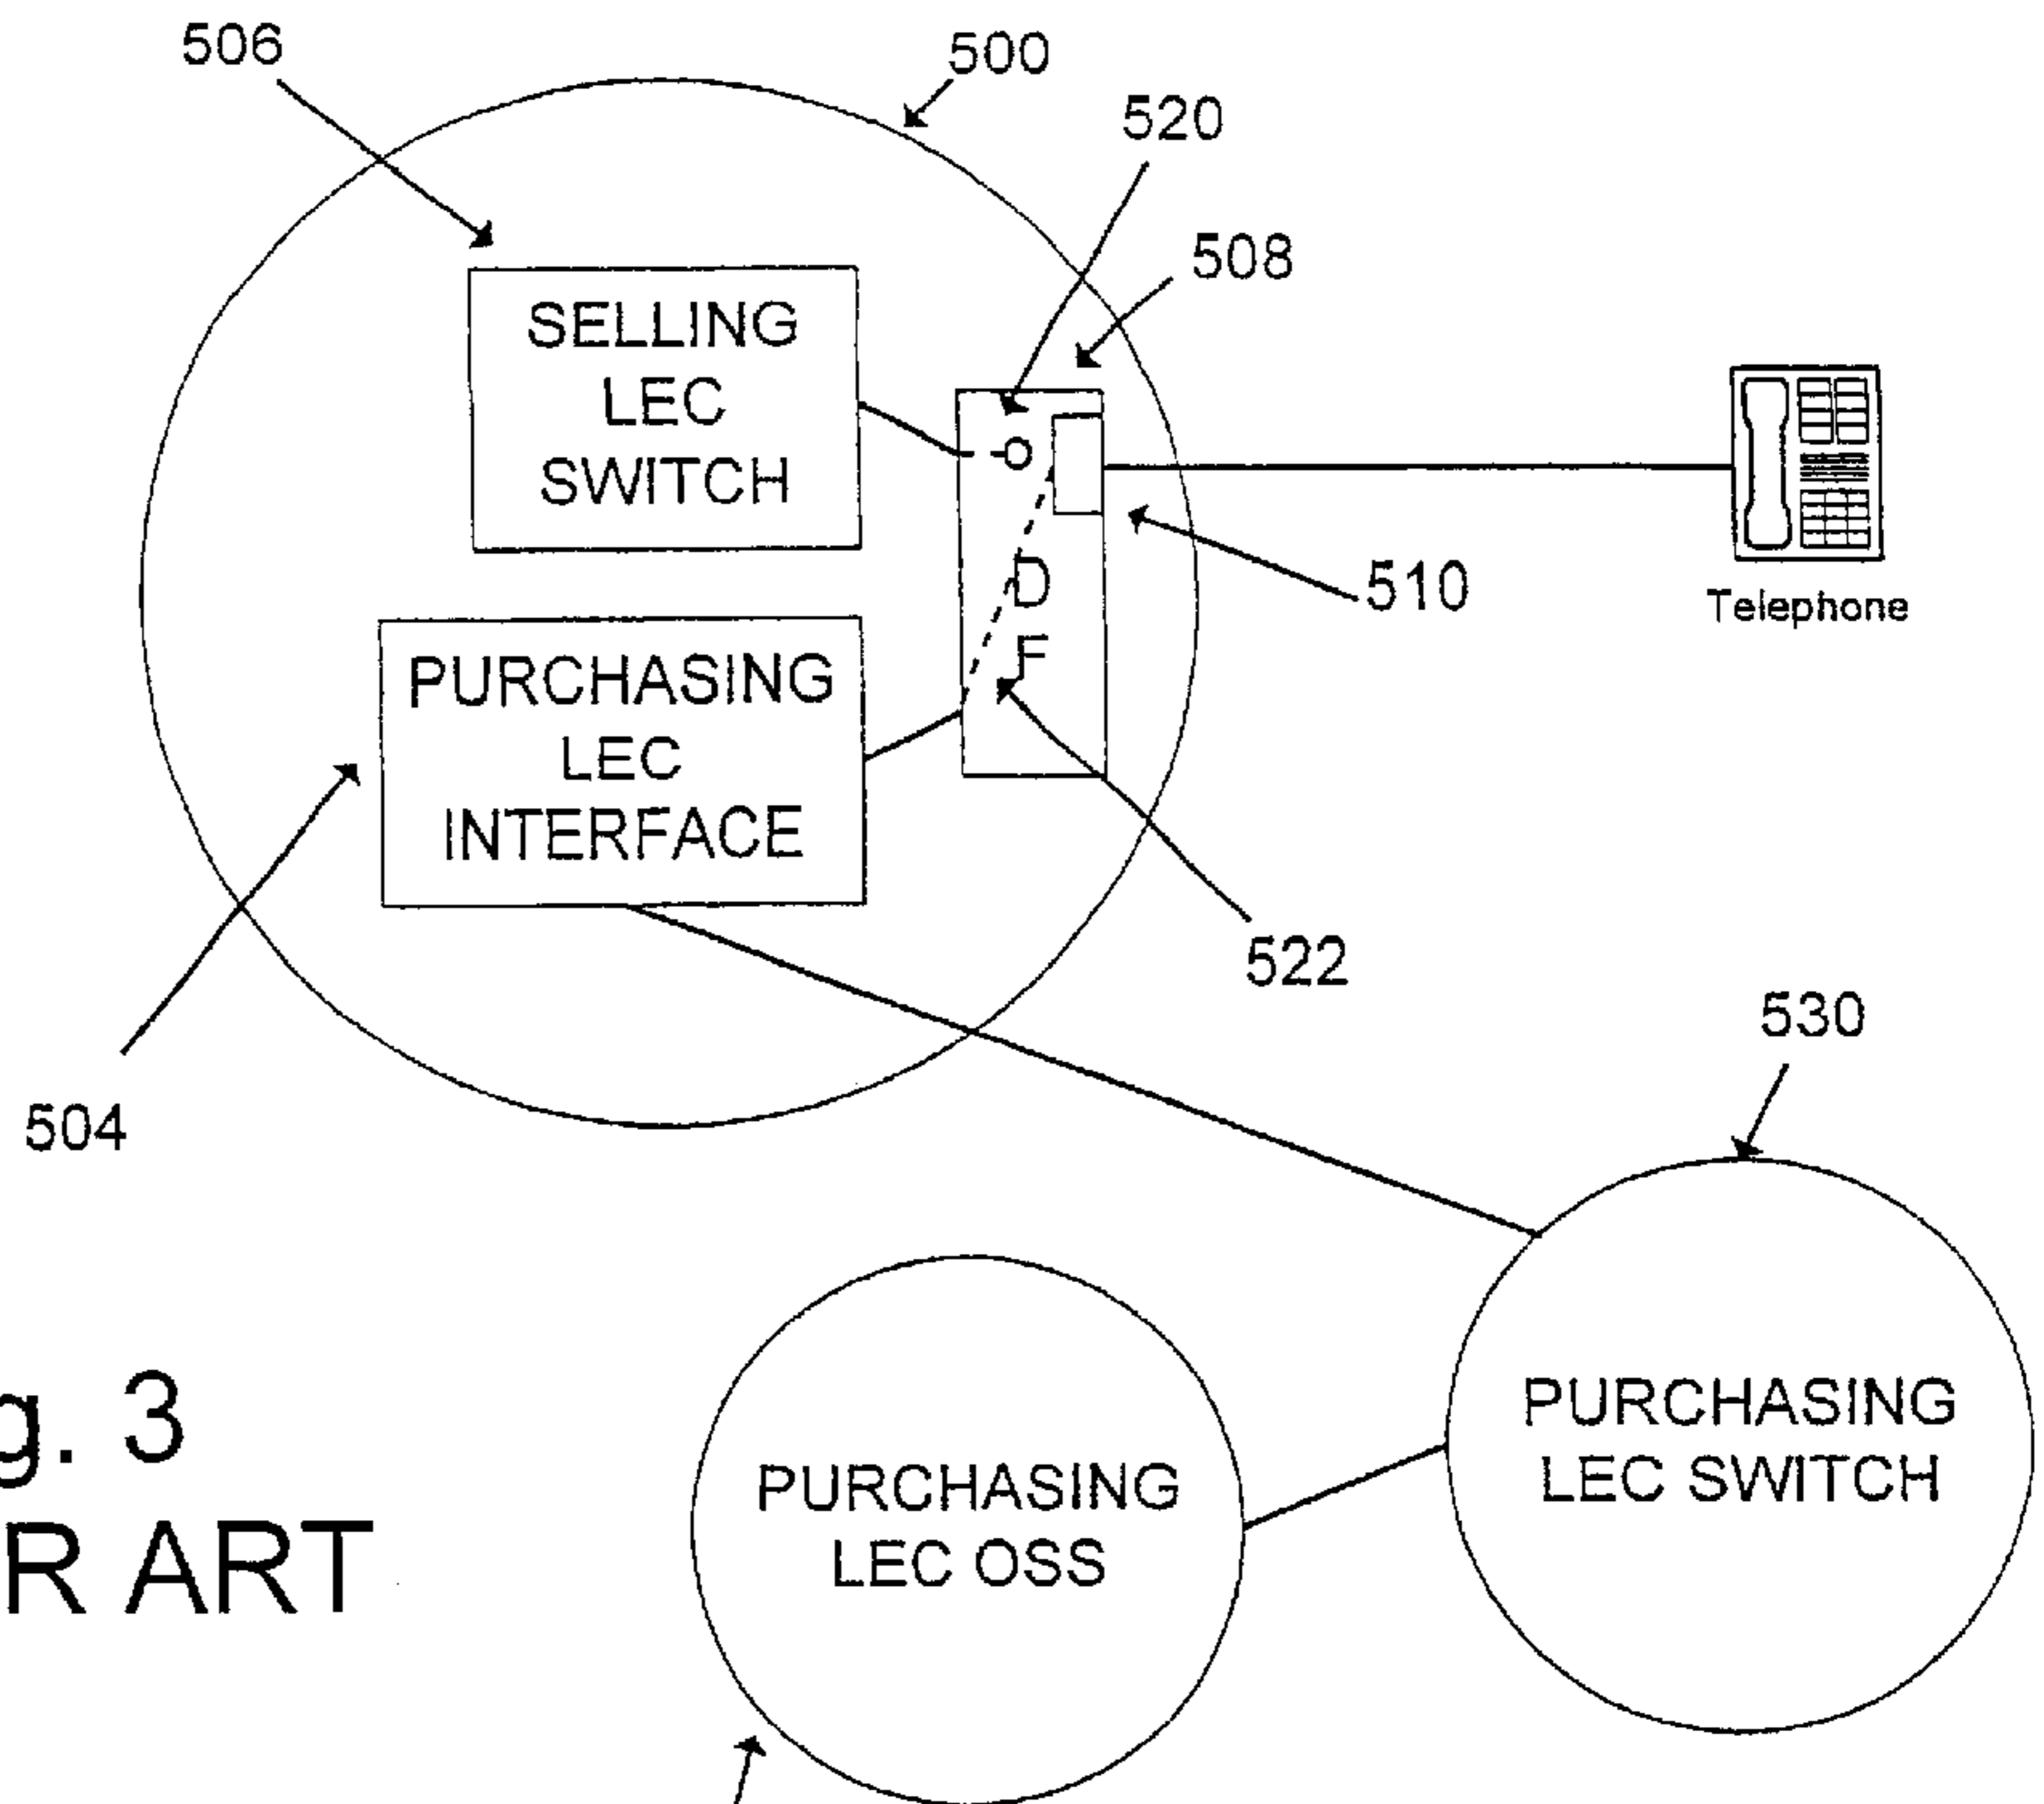 506
500
520
508
SELLING
LEC
SWITCH
510
Telephone
D
F
PURCHASING
LEC
INTERFACE
522
504
530
g. 3
R ART
PURCHASING
LEC OSS
PURCHASING
LEC SWITCH